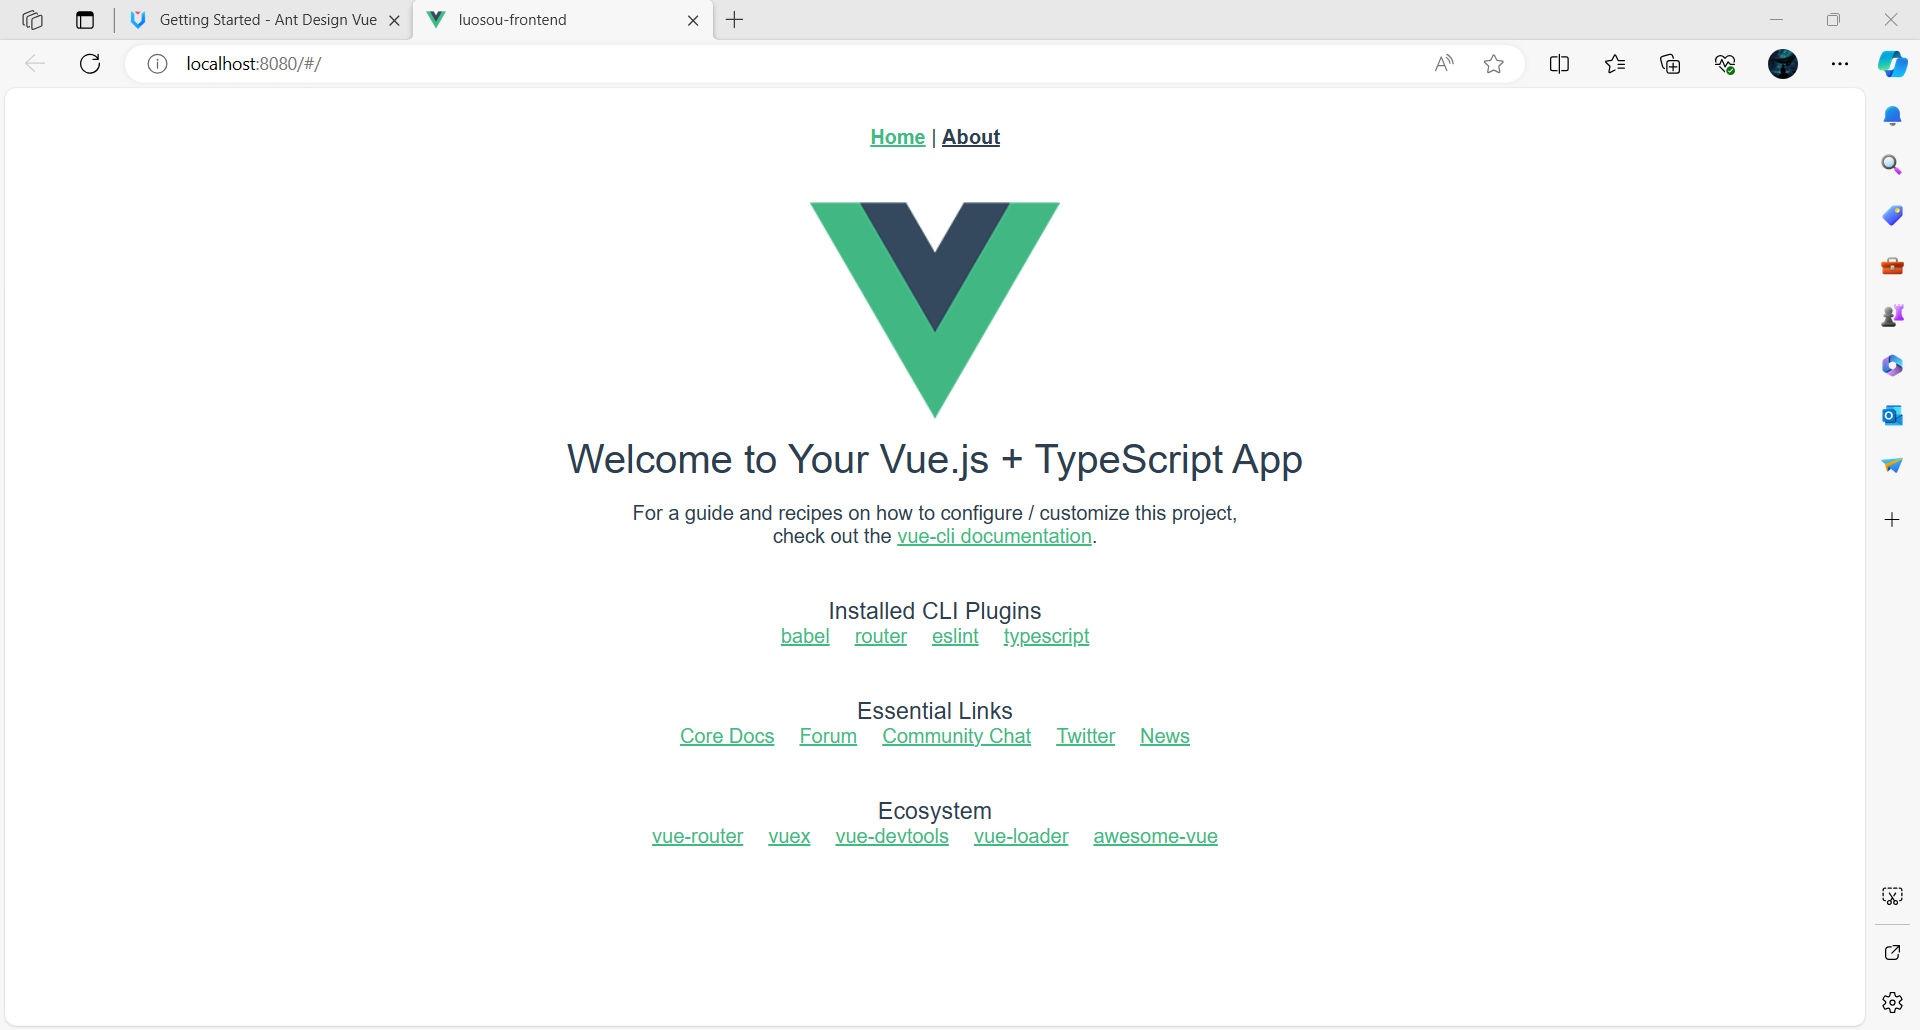 Getting Started - Ant Design Vue
luosou-frontend
localhost:8080/#/
Home | About
Welcome to Your Vue.js + TypeScript App
For a guide and recipes on how to configure / customize this project,
check out the vue-cli documentation.
Installed CLI Plugins
babel router eslint typescript
Essential Links
Core Docs Forum Community Chat Twitter News
Ecosystem
vue-router vuex vue-devtools vue-loader awesome-vue